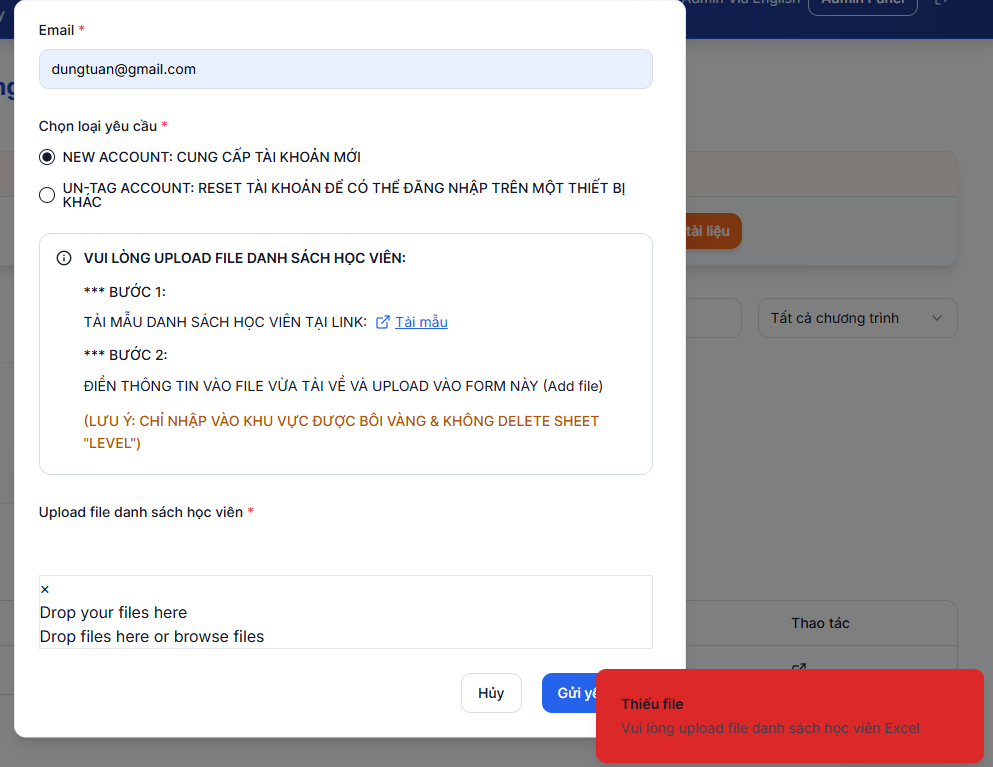 Admin Via English
Admin Panel
Email *
dungtuan@gmail.com
Chọn loại yêu cầu *
NEW ACCOUNT: CUNG CẤP TÀI KHOẢN MỚI
UN-TAG ACCOUNT: RESET TÀI KHOẢN ĐỂ CÓ THỂ ĐĂNG NHẬP TRÊN MỘT THIẾT BỊ
KHÁC
VUI LÒNG UPLOAD FILE DANH SÁCH HỌC VIÊN:
*** BƯỚC 1:
TẢI MẪU DANH SÁCH HỌC VIÊN TẠI LINK: Tải mẫu
*** BƯỚC 2:
ĐIỀN THÔNG TIN VÀO FILE VỪA TẢI VỀ VÀ UPLOAD VÀO FORM NÀY (Add file)
(LƯU Ý: CHỈ NHẬP VÀO KHU VỰC ĐƯỢC BÔI VÀNG & KHÔNG DELETE SHEET
"LEVEL")
Upload file danh sách học viên *
×
Drop your files here
Drop files here or browse files
Hủy
Gửi yê
tài liệu
Tất cả chương trình
Thao tác
Thiếu file
Vui lòng upload file danh sách học viên Excel